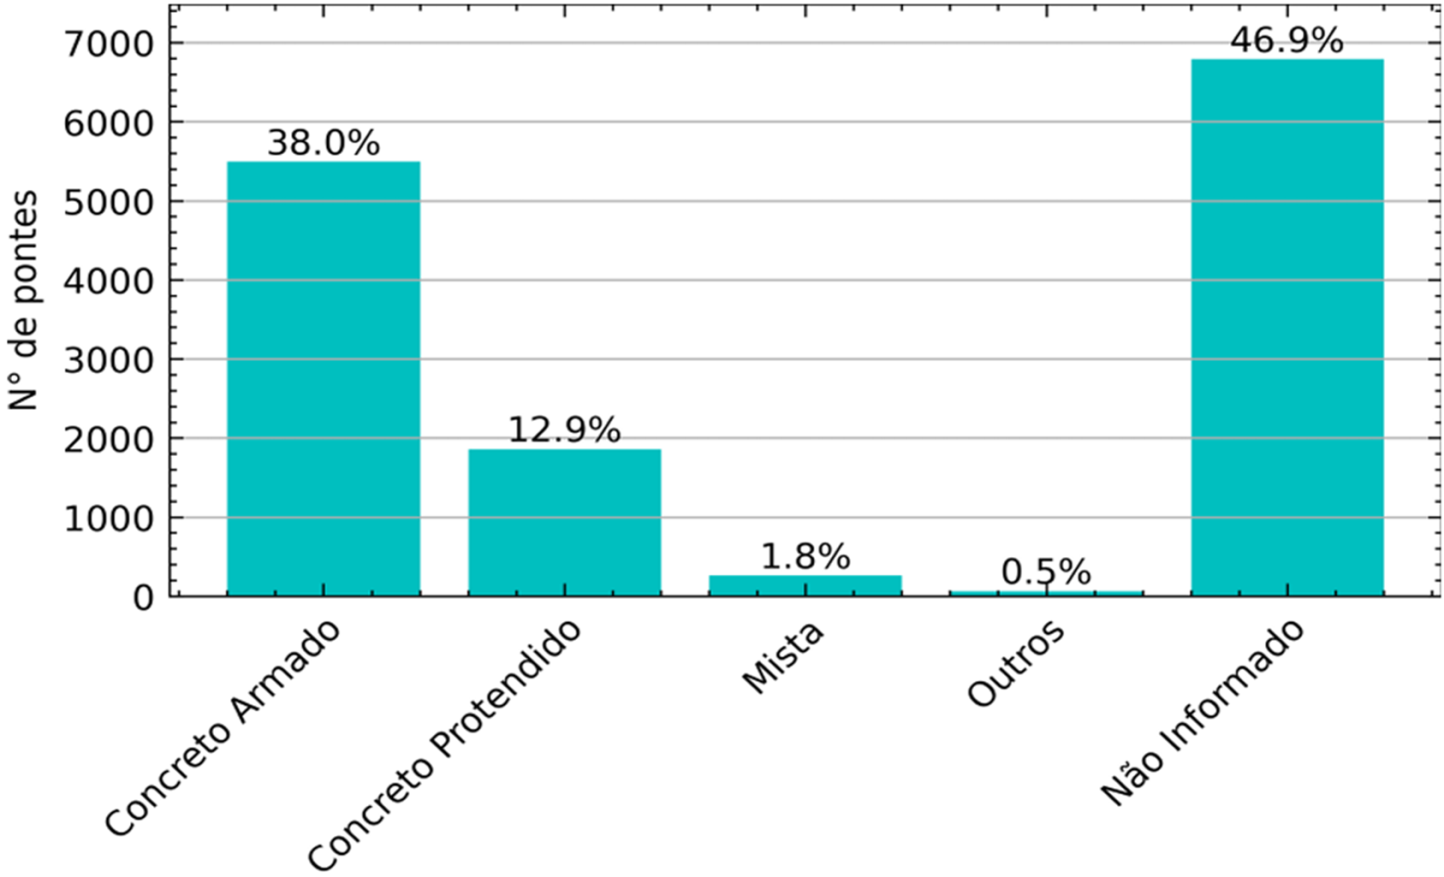 N° de pontes
7000
6000
5000
4000
3000
2000
1000
0
38.0%
12.9%
1.8%
0.5%
46.9%
Concreto Armado
Concreto Protendido
Mista
Outros
Não Informado